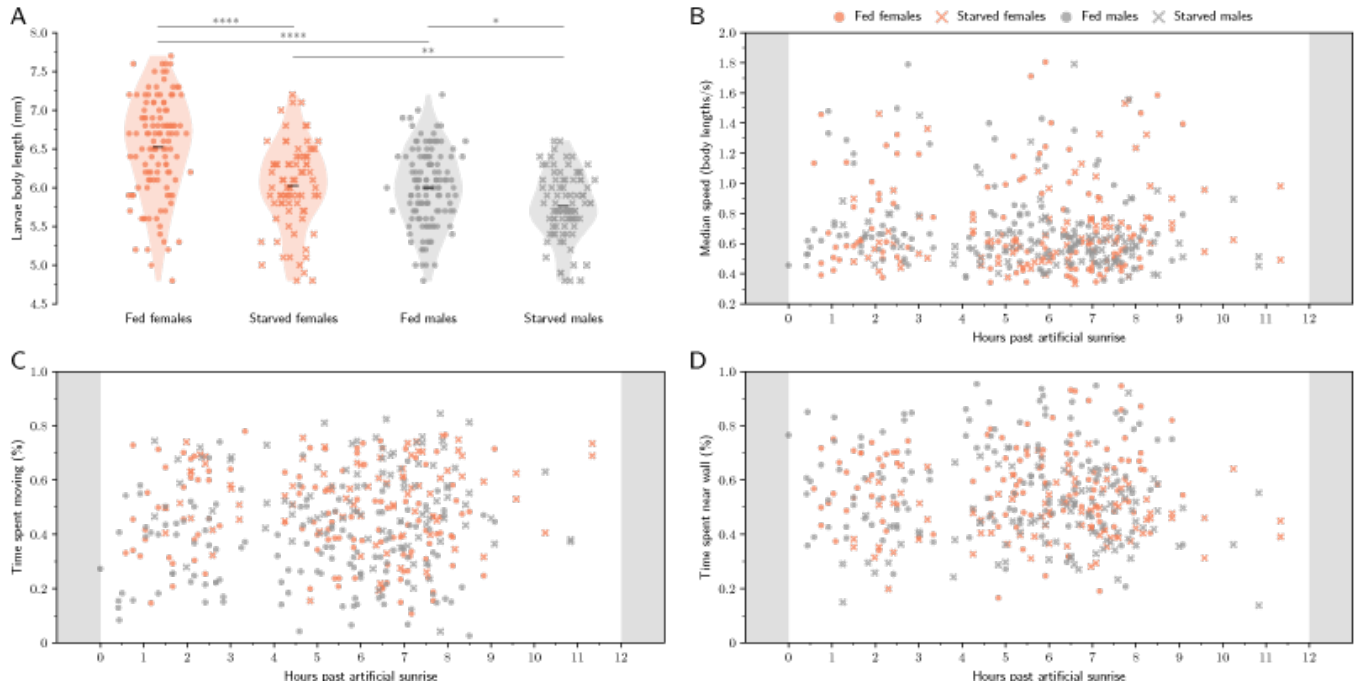 A
****
*
****
**
Larvae body length (mm)
8.0
7.5
7.0
6.5
6.0
5.5
5.0
4.5
Fed females
Starved females
Fed males
Starved males
B
Fed females
Starved females
Fed males
Starved males
Median speed (body lengths/s)
2.0
1.8
1.6
1.4
1.2
1.0
0.8
0.6
0.4
0.2
0 1 2 3 4 5 6 7 8 9 10 11 12
Hours past artificial sunrise
C
Time spent moving (%)
1.0
0.8
0.6
0.4
0.2
0
0 1 2 3 4 5 6 7 8 9 10 11 12
Hours past artificial sunrise
D
Time spent near wall (%)
1.0
0.8
0.6
0.4
0.2
0
0 1 2 3 4 5 6 7 8 9 10 11 12
Hours past artificial sunrise